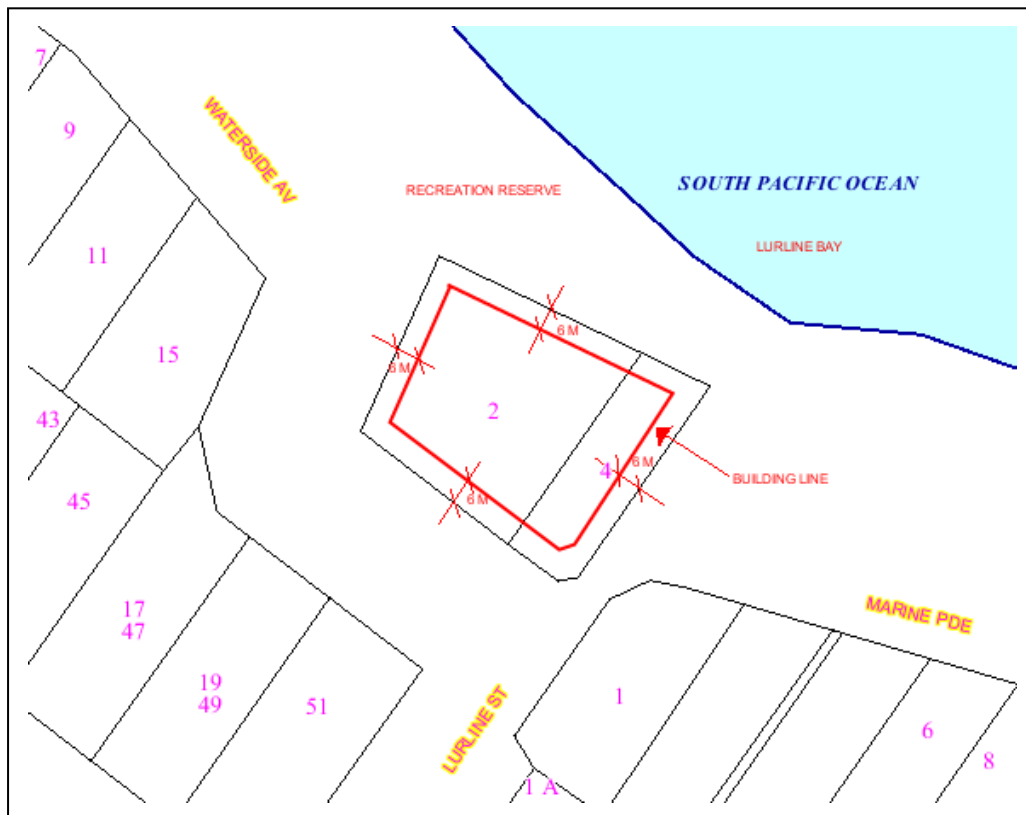 7
9
WATERSIDE AV
RECREATION RESERVE
SOUTH PACIFIC OCEAN
LURLINE BAY
11
15
6 M
6 M
2
43
45
4
6 M
6 M
BUILDING LINE
17
47
19
49
51
LURLINE ST
1
1 A
MARINE PDE
6
8